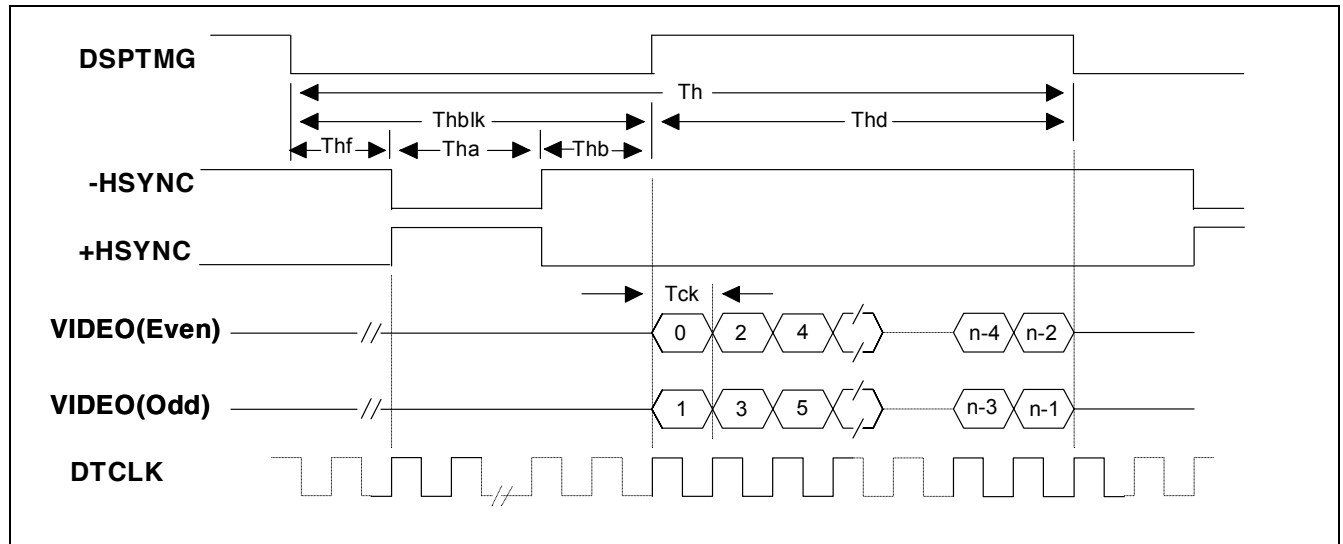 DSPTMG
Th
Thblk
Thd
Thf
Tha
Thb
-HSYNC
+HSYNC
Tck
VIDEO(Even)
0 2 4 n-4 n-2
VIDEO(Odd)
1 3 5 n-3 n-1
DTCLK